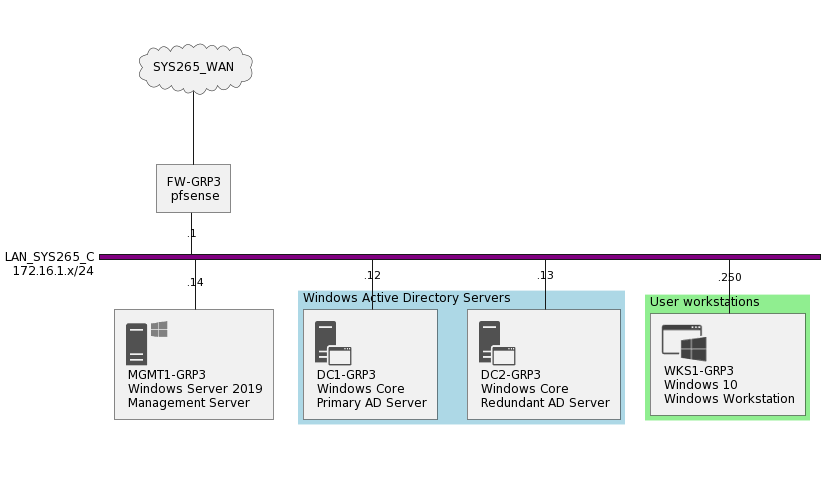 SYS265_WAN
FW-GRP3
pfsense
.1
LAN_SYS265_C
172.16.1.x/24
.14
.12
.13
.250
Windows Active Directory Servers
User workstations
MGMT1-GRP3
Windows Server 2019
Management Server
DC1-GRP3
Windows Core
Primary AD Server
DC2-GRP3
Windows Core
Redundant AD Server
WKS1-GRP3
Windows 10
Windows Workstation